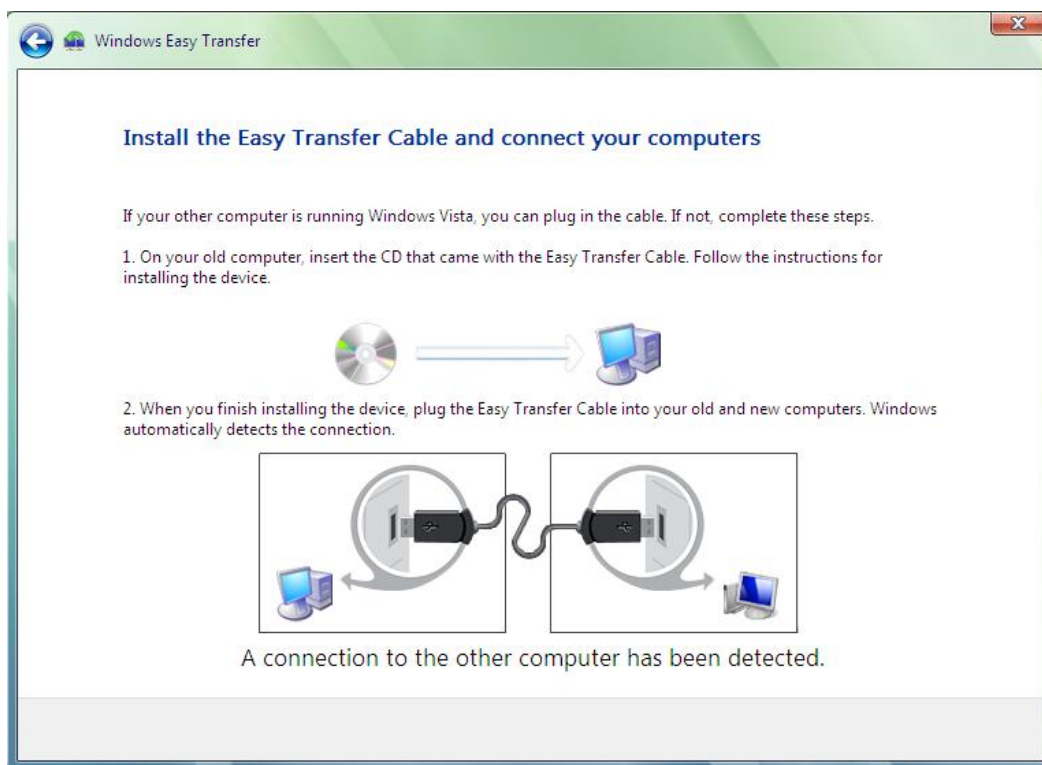 Windows Easy Transfer
Install the Easy Transfer Cable and connect your computers
If your other computer is running Windows Vista, you can plug in the cable. If not, complete these steps.
1. On your old computer, insert the CD that came with the Easy Transfer Cable. Follow the instructions for
installing the device.
2. When you finish installing the device, plug the Easy Transfer Cable into your old and new computers. Windows
automatically detects the connection.
A connection to the other computer has been detected.